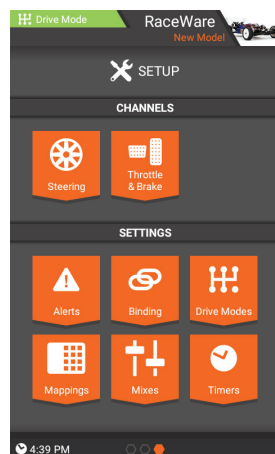 Drive Mode
RaceWare
New Model
SETUP
CHANNELS
Steering
Throttle
& Brake
SETTINGS
Alerts
Binding
Drive Modes
Mappings
Mixes
Timers
4:39 PM